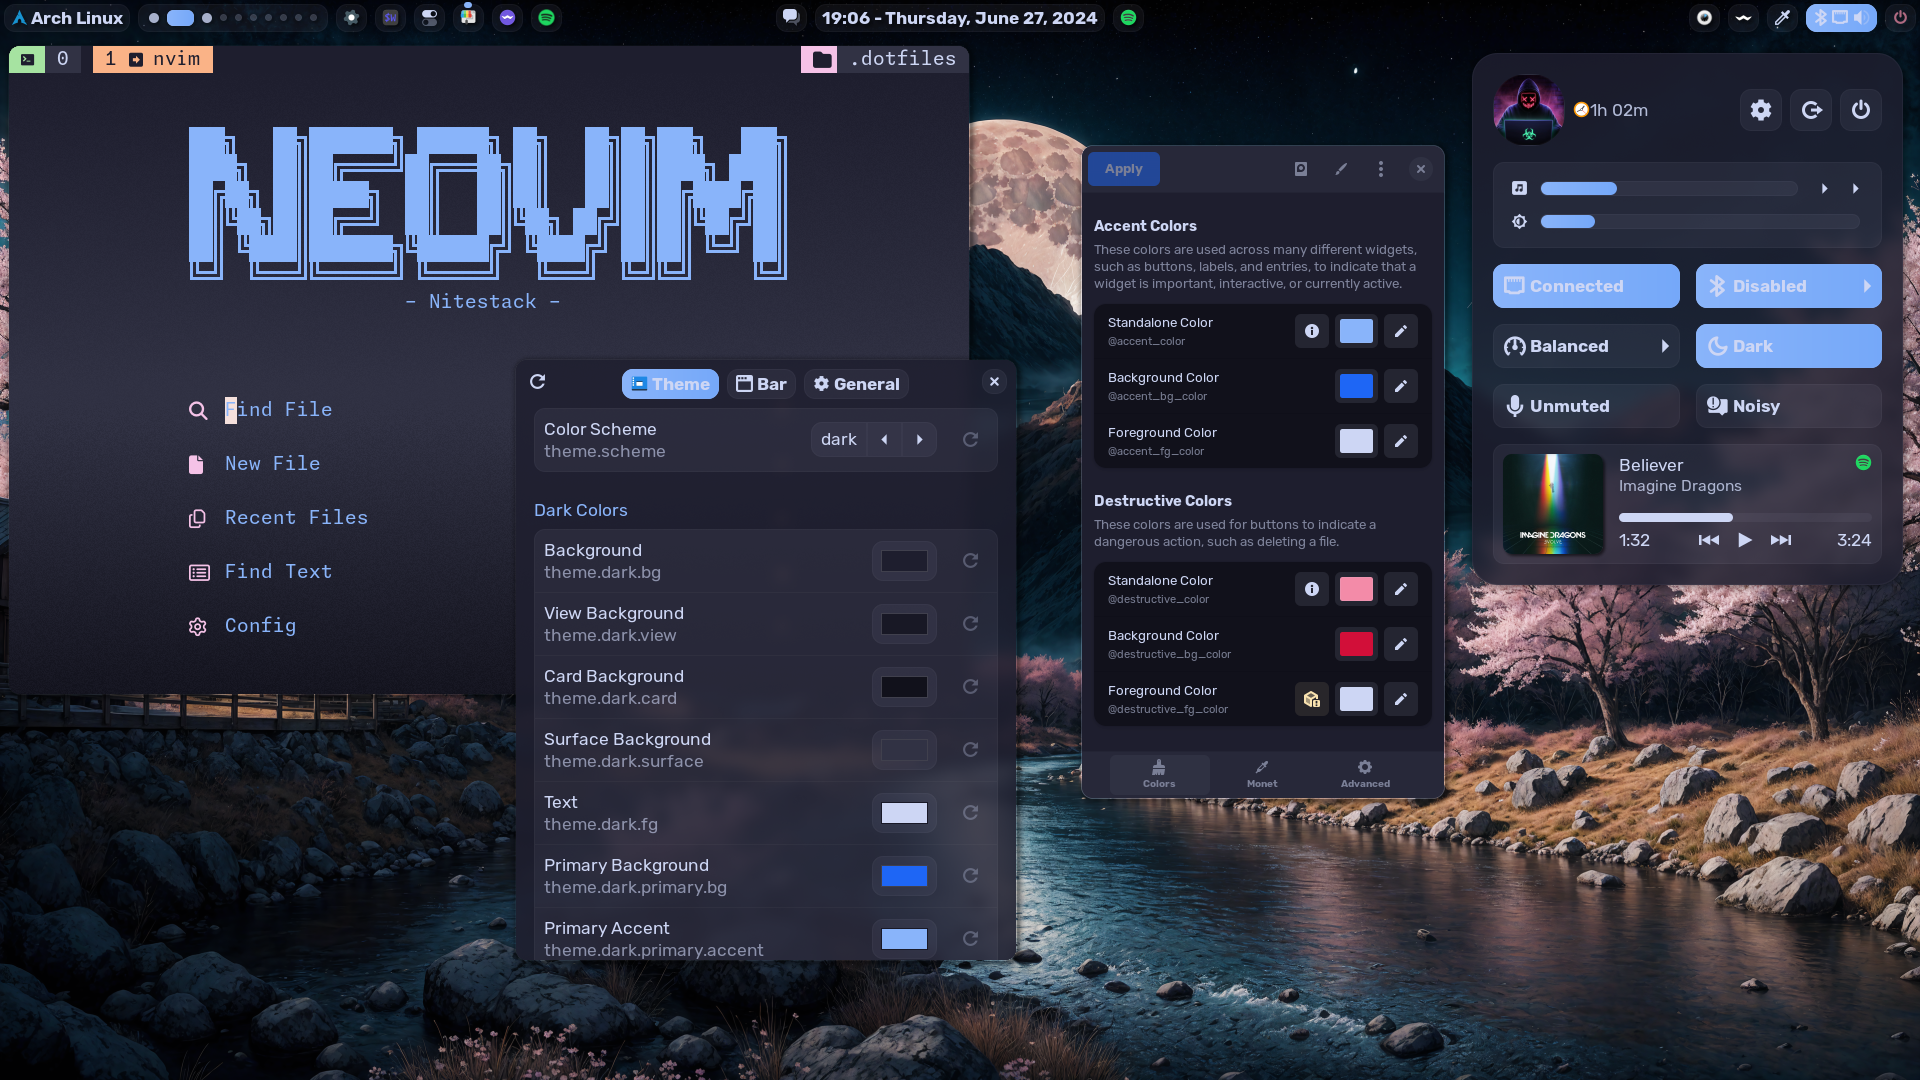 Arch Linux
19:06 - Thursday, June 27, 2024
0
1
nvim
.dotfiles
NEOVIM
- Nitestack -
Find File
New File
Recent Files
Find Text
Config
Theme
Bar
General
Color Scheme
theme.scheme
dark
Dark Colors
Background
theme.dark.bg
View Background
theme.dark.view
Card Background
theme.dark.card
Surface Background
theme.dark.surface
Text
theme.dark.fg
Primary Background
theme.dark.primary.bg
Primary Accent
theme.dark.primary.accent
Apply
Accent Colors
These colors are used across many different widgets,
such as buttons, labels, and entries, to indicate that a
widget is important, interactive, or currently active.
Standalone Color
@accent_color
Background Color
@accent_bg_color
Foreground Color
@accent_fg_color
Destructive Colors
These colors are used for buttons to indicate a
dangerous action, such as deleting a file.
Standalone Color
@destructive_color
Background Color
@destructive_bg_color
Foreground Color
@destructive_fg_color
Colors
Monet
Advanced
1h 02m
Connected
Disabled
Balanced
Dark
Unmuted
Noisy
IMAGINE DRAGONS
Believer
Imagine Dragons
1:32
3:24